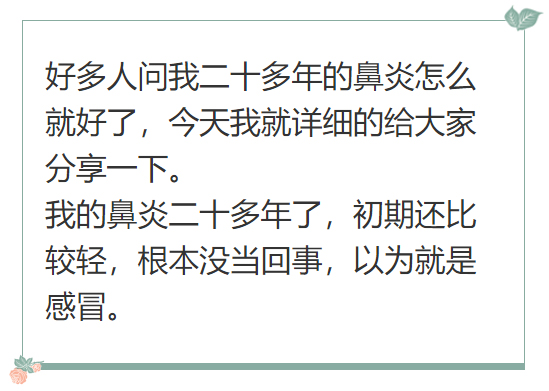 好多人问我二十多年的鼻炎怎么
就好了，今天我就详细的给大家
分享一下。
我的鼻炎二十多年了，初期还比
较轻，根本没当回事，以为就是
感冒。